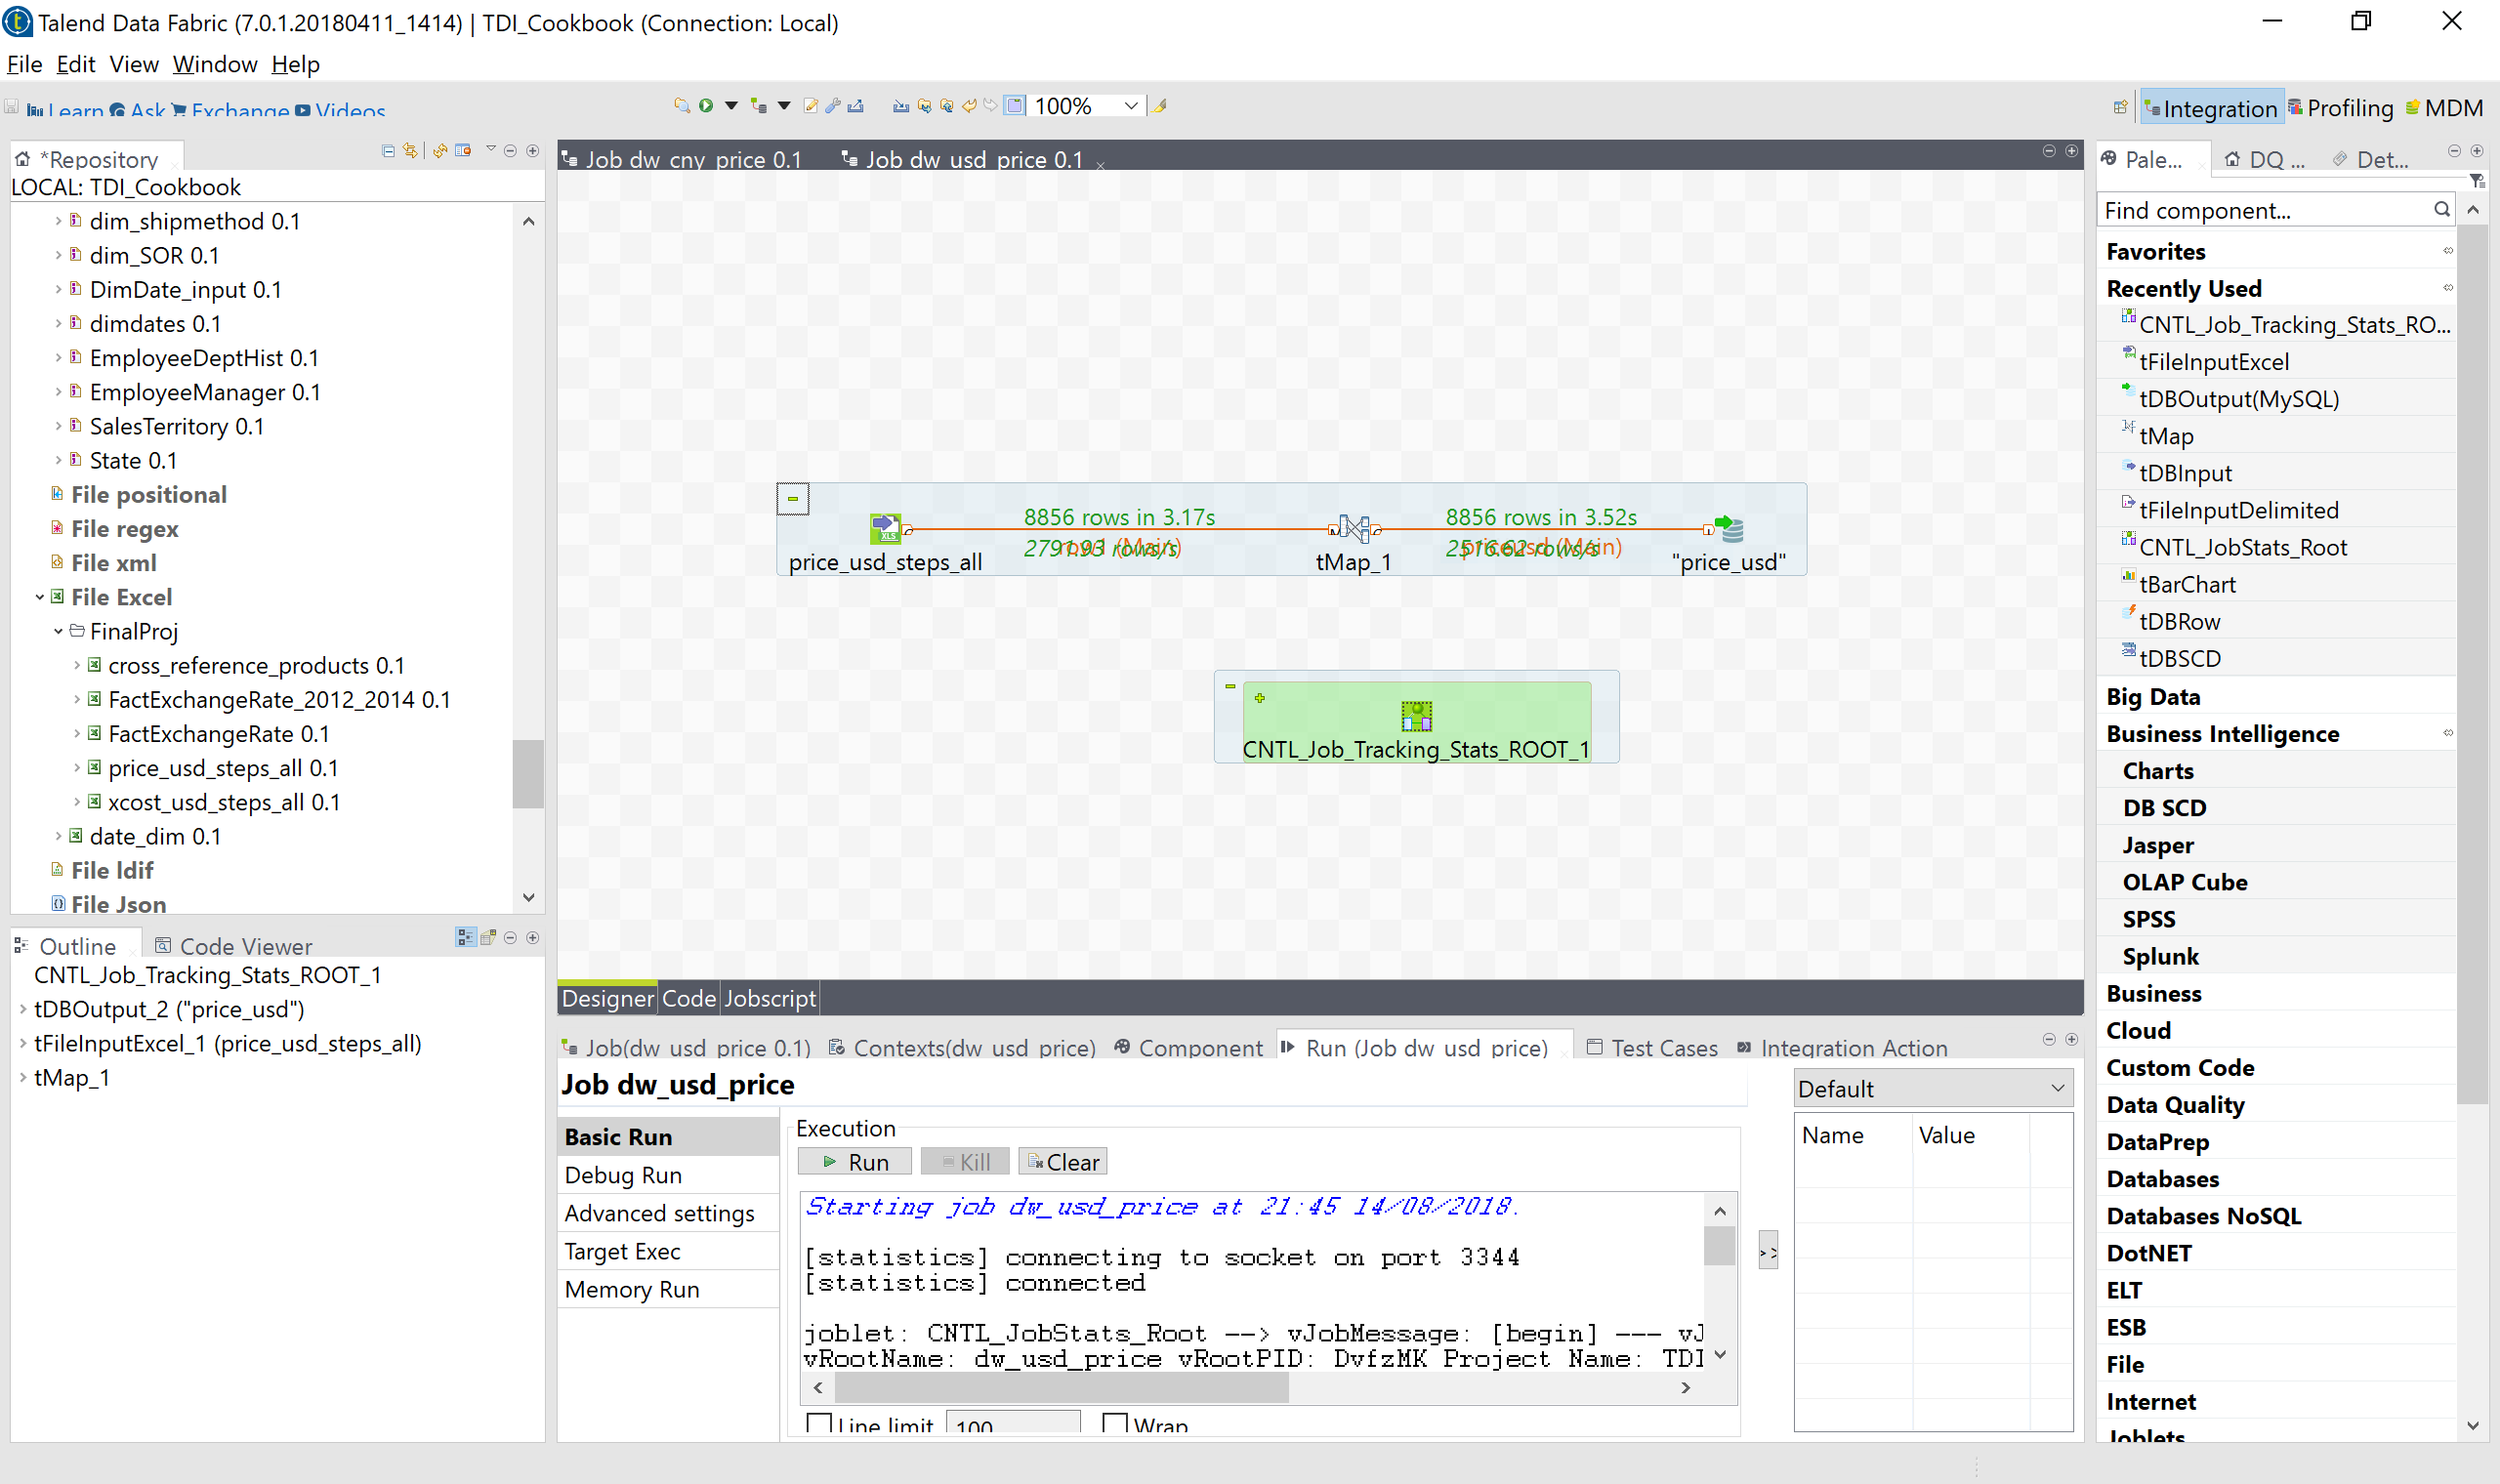 Talend Data Fabric (7.0.1.20180411_1414) | TDI_Cookbook (Connection: Local)
File Edit View Window Help
Learn Ask Exchange Videos
100%
Integration Profiling MDM
*Repository
LOCAL: TDI_Cookbook
dim_shipmethod 0.1
dim_SOR 0.1
DimDate_input 0.1
dimdates 0.1
EmployeeDeptHist 0.1
EmployeeManager 0.1
SalesTerritory 0.1
State 0.1
File positional
File regex
File xml
File Excel
FinalProj
cross_reference_products 0.1
FactExchangeRate_2012_2014 0.1
FactExchangeRate 0.1
price_usd_steps_all 0.1
xcost_usd_steps_all 0.1
date_dim 0.1
File ldif
File Json
Outline Code Viewer
CNTL_Job_Tracking_Stats_ROOT_1
tDBOutput_2 ("price_usd")
tFileInputExcel_1 (price_usd_steps_all)
tMap_1
Job dw_cny_price 0.1 Job dw_usd_price 0.1
8856 rows in 3.17s
2791.93 rows/s
row1 (Main)
8856 rows in 3.52s
2516.62 rows/s
priceusd (Main)
XLS
price_usd_steps_all
tMap_1
"price_usd"
CNTL_Job_Tracking_Stats_ROOT_1
Designer Code Jobscript
Job(dw_usd_price 0.1) Contexts(dw_usd_price) Component Run (Job dw_usd_price) Test Cases Integration Action
Job dw_usd_price
Basic Run
Debug Run
Advanced settings
Target Exec
Memory Run
Execution
Run Kill Clear
Starting job dw_usd_price at 21:45 14/08/2018.
[statistics] connecting to socket on port 3344
[statistics] connected
joblet: CNTL_JobStats_Root --> vJobMessage: [begin] --- vJ
vRootName: dw_usd_price vRootPID: DvfzMK Project Name: TDI
Line limit 100 Wrap
Default
Name Value
Pale... DQ ... Det...
Find component...
Favorites
Recently Used
CNTL_Job_Tracking_Stats_RO...
tFileInputExcel
tDBOutput(MySQL)
tMap
tDBInput
tFileInputDelimited
CNTL_JobStats_Root
tBarChart
tDBRow
tDBSCD
Big Data
Business Intelligence
Charts
DB SCD
Jasper
OLAP Cube
SPSS
Splunk
Business
Cloud
Custom Code
Data Quality
DataPrep
Databases
Databases NoSQL
DotNET
ELT
ESB
File
Internet
Joblets